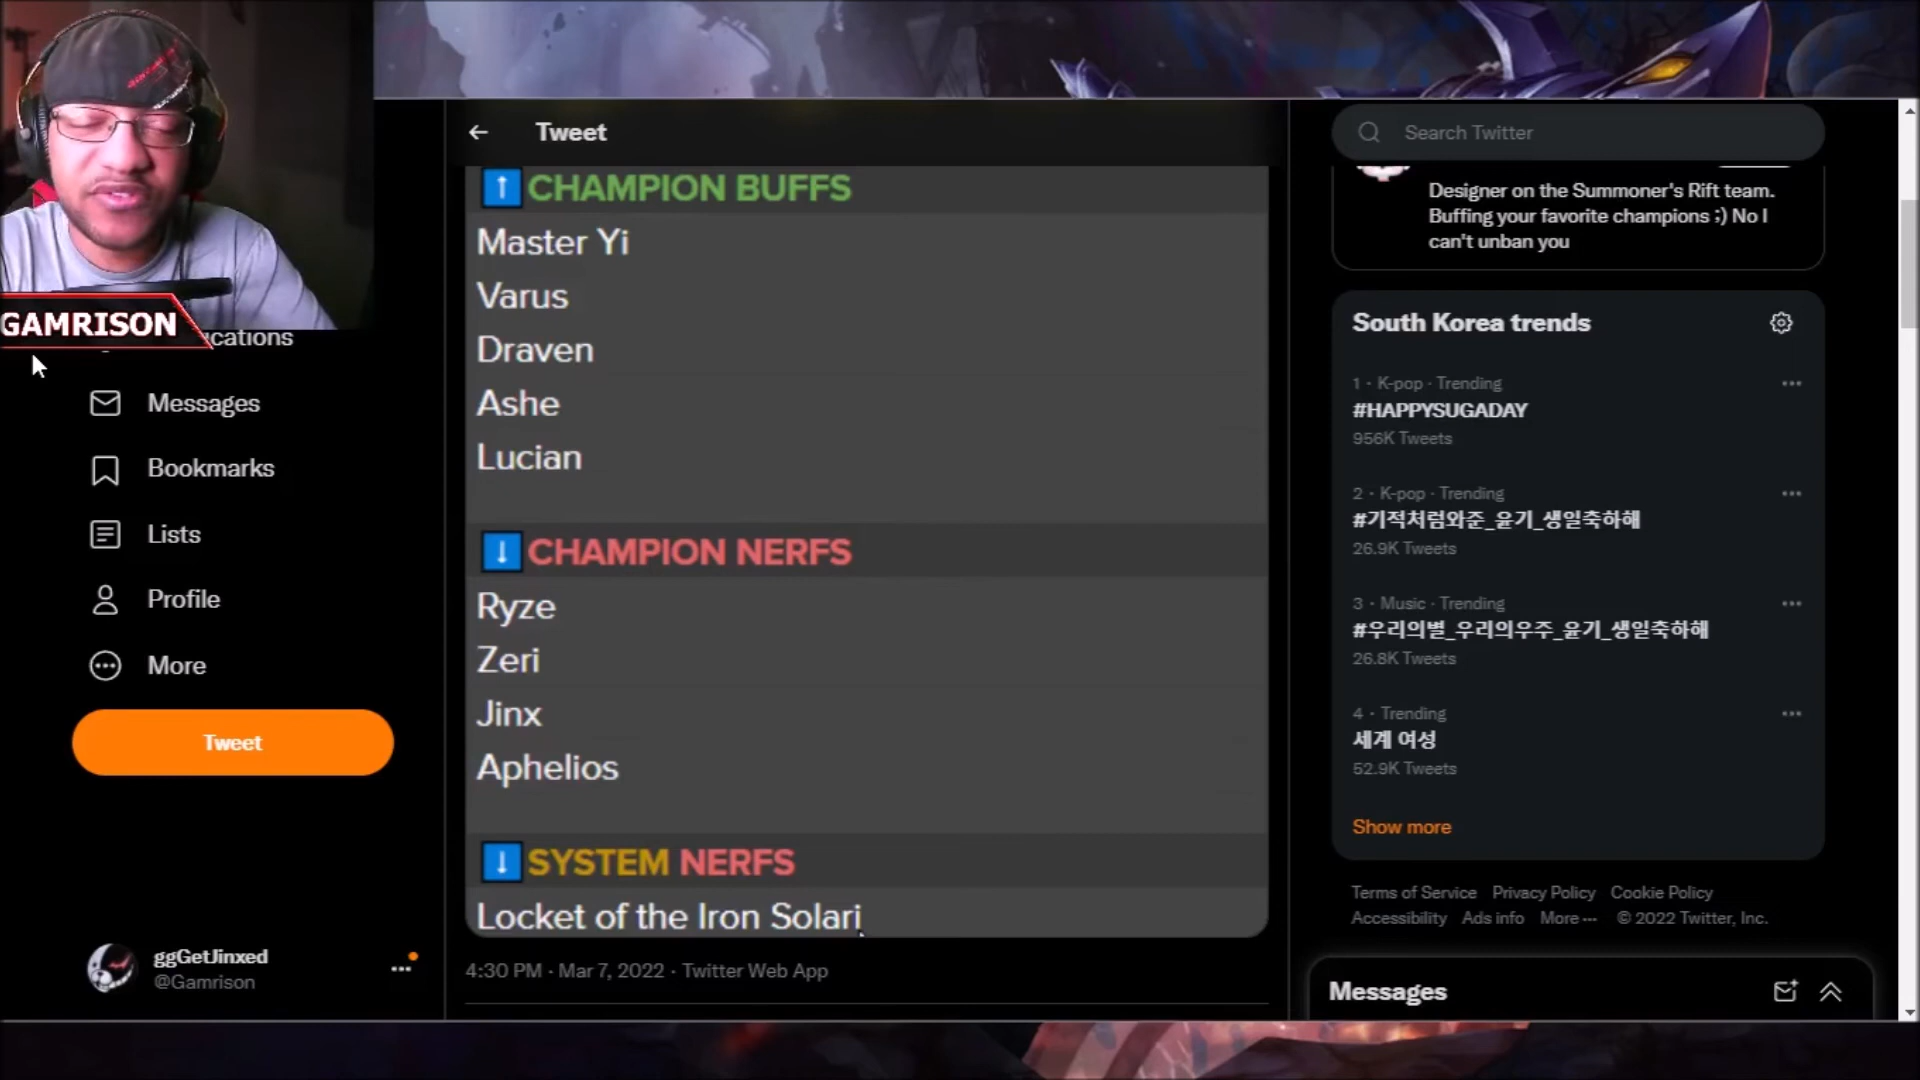 GAMRISON
cations
Messages
Bookmarks
Lists
Profile
More
Tweet
ggGetJinxed
@Gamrison
Tweet
CHAMPION BUFFS
Master Yi
Varus
Draven
Ashe
Lucian
CHAMPION NERFS
Ryze
Zeri
Jinx
Aphelios
SYSTEM NERFS
Locket of the Iron Solari
4:30 PM · Mar 7, 2022 · Twitter Web App
Search Twitter
Designer on the Summoner's Rift team.
Buffing your favorite champions ;) No I
can't unban you
South Korea trends
1 · K-pop · Trending
#HAPPYSUGADAY
956K Tweets
2 · K-pop · Trending
#기적처럼와준_윤기_생일축하해
26.9K Tweets
3 · Music · Trending
#우리의별_우리의우주_윤기_생일축하해
26.8K Tweets
4 · Trending
세계 여성
52.9K Tweets
Show more
Terms of Service Privacy Policy Cookie Policy
Accessibility Ads info More ··· © 2022 Twitter, Inc.
Messages